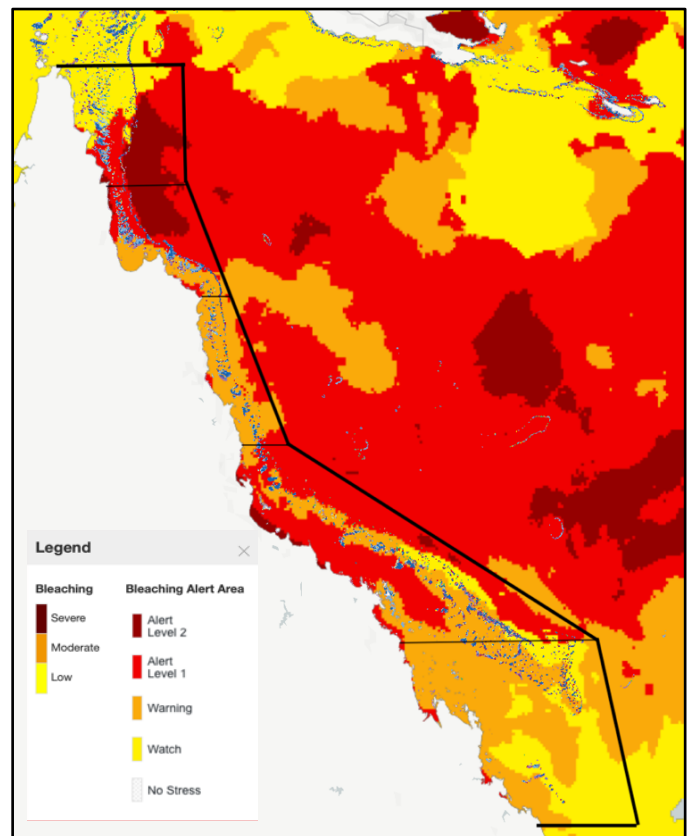 Legend ×
Bleaching
Severe
Moderate
Low
Bleaching Alert Area
Alert
Level 2
Alert
Level 1
Warning
Watch
No Stress